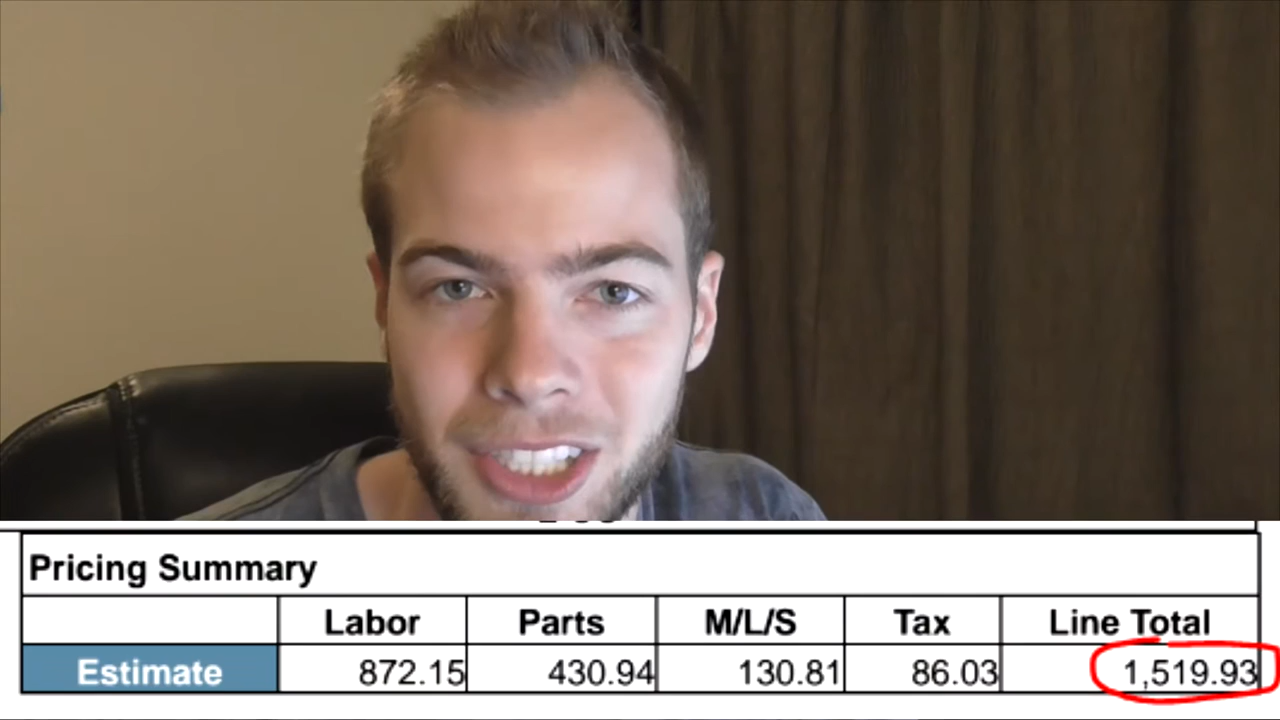 Pricing Summary
Labor Parts M/L/S Tax Line Total
Estimate 872.15 430.94 130.81 86.03 1,519.93